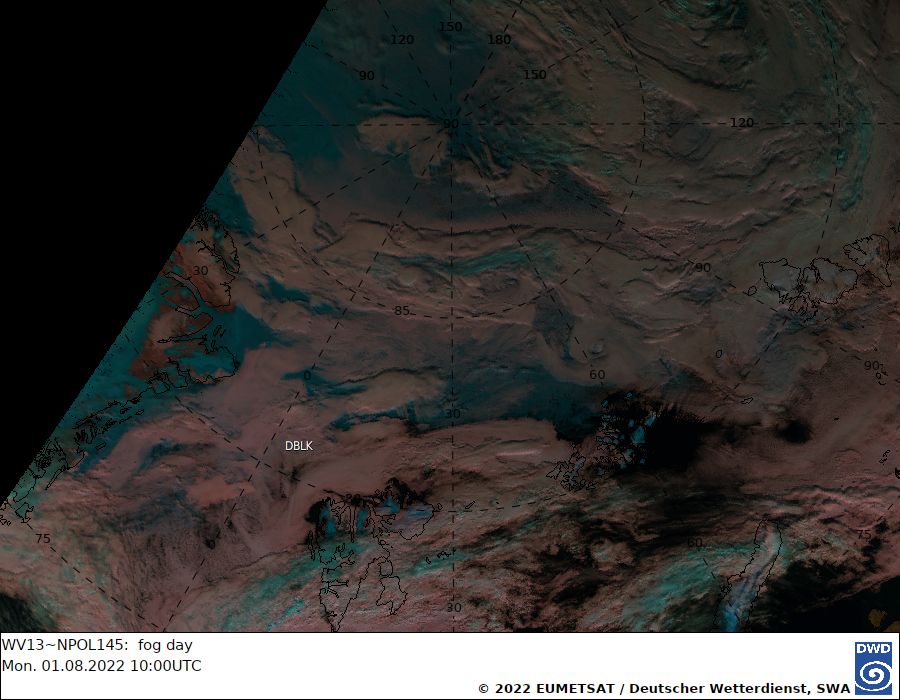 150
120 180
90 150
90 120
30 90
85
0 60 90
30
DBLK
75 0 60 75
30
WV13~NPOL145: fog day
Mon. 01.08.2022 10:00UTC
DWD
© 2022 EUMETSAT / Deutscher Wetterdienst, SWA